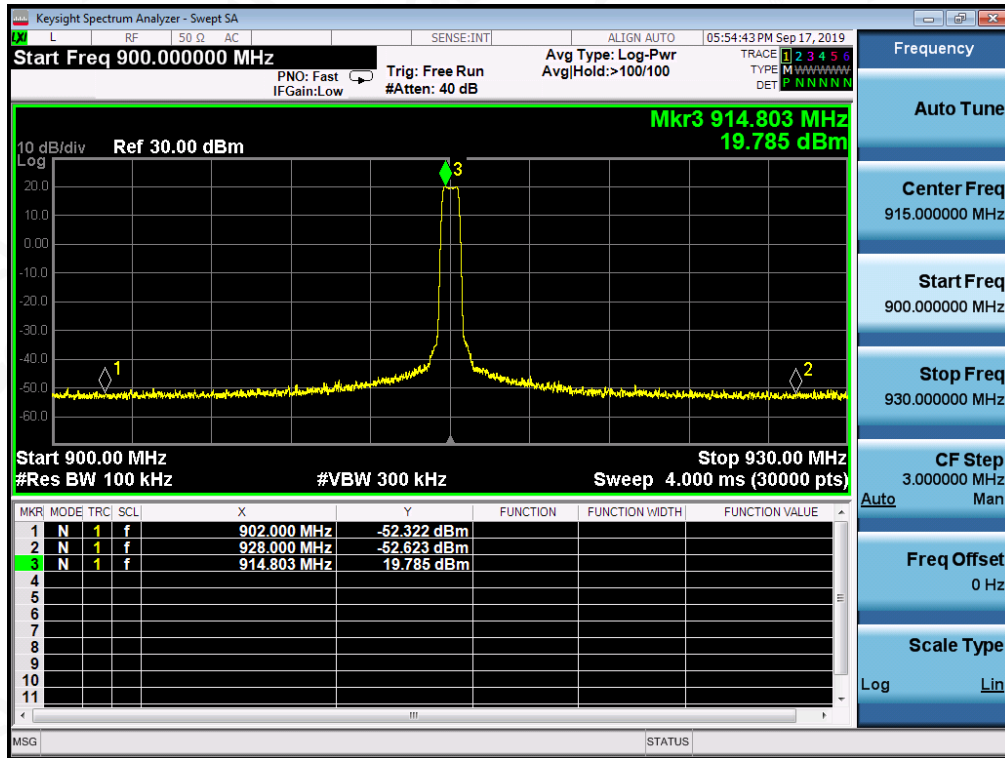 Keysight Spectrum Analyzer - Swept SA
LXI L RF 50 Ω AC SENSE:INT ALIGN AUTO 05:54:43 PM Sep 17, 2019
Start Freq 900.000000 MHz
PNO: Fast
IFGain:Low
Trig: Free Run
#Atten: 40 dB
Avg Type: Log-Pwr
Avg|Hold:>100/100
TRACE 1 2 3 4 5 6
TYPE M WWWWW
DET P N N N N N
Mkr3 914.803 MHz
19.785 dBm
10 dB/div Ref 30.00 dBm
Log
20.0
10.0
0.00
-10.0
-20.0
-30.0
-40.0
-50.0
-60.0
3
1
2
Start 900.00 MHz Stop 930.00 MHz
#Res BW 100 kHz #VBW 300 kHz Sweep 4.000 ms (30000 pts)
MKR MODE TRC SCL X Y FUNCTION FUNCTION WIDTH FUNCTION VALUE
1 N 1 f 902.000 MHz -52.322 dBm
2 N 1 f 928.000 MHz -52.623 dBm
3 N 1 f 914.803 MHz 19.785 dBm
4
5
6
7
8
9
10
11
MSG STATUS
Frequency
Auto Tune
Center Freq
915.000000 MHz
Start Freq
900.000000 MHz
Stop Freq
930.000000 MHz
CF Step
3.000000 MHz
Auto Man
Freq Offset
0 Hz
Scale Type
Log Lin